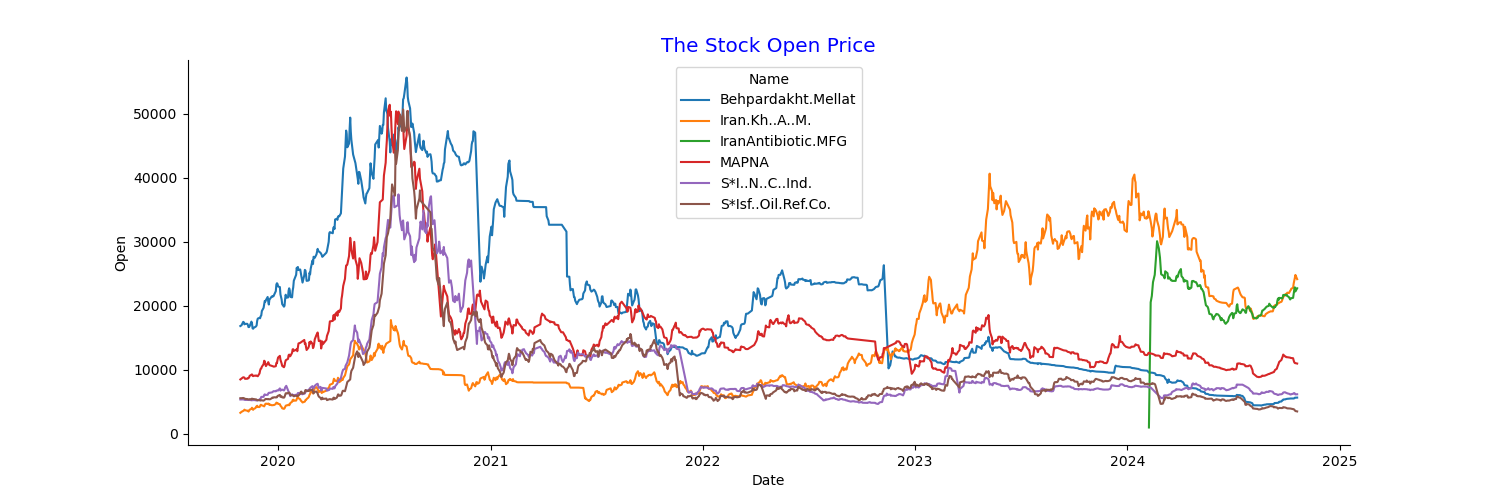 The Stock Open Price
Name
Behpardakht.Mellat
Iran.Kh..A..M.
IranAntibiotic.MFG
MAPNA
S*I..N..C..Ind.
S*Isf..Oil.Ref.Co.
Open
50000
40000
30000
20000
10000
0
2020 2021 2022 2023 2024 2025
Date